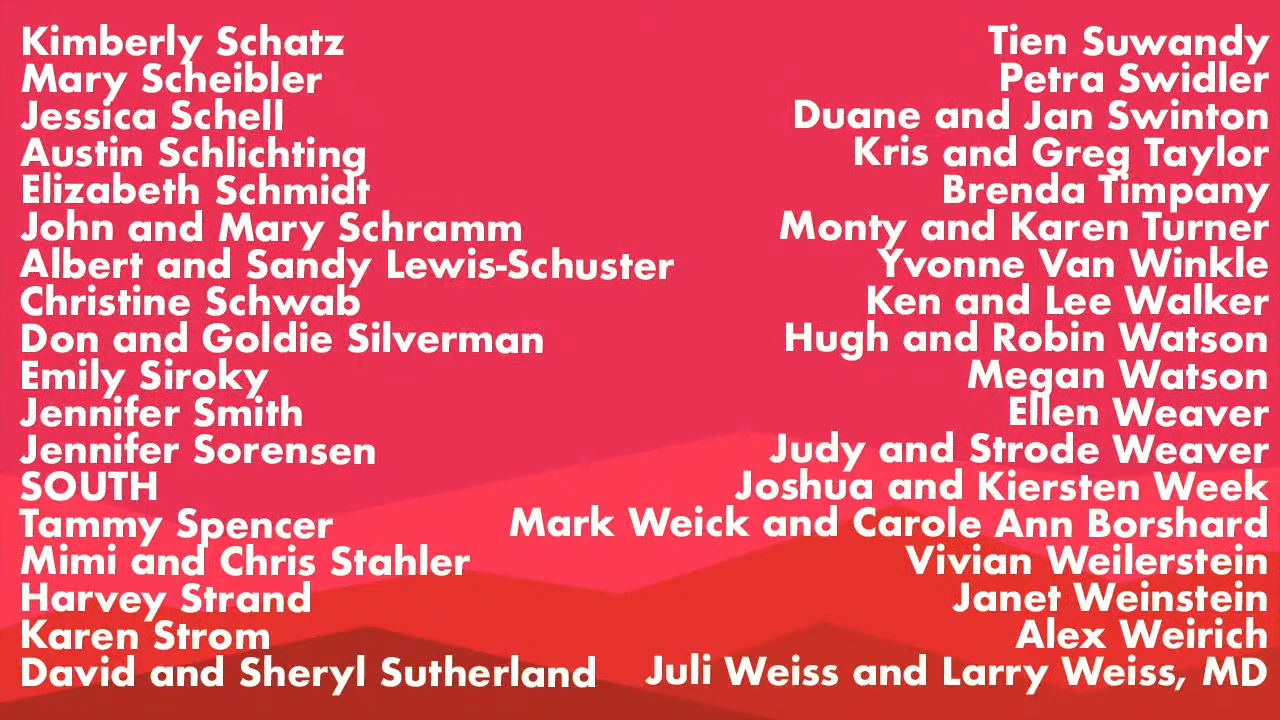 Kimberly Schatz
Mary Scheibler
Jessica Schell
Austin Schlichting
Elizabeth Schmidt
John and Mary Schramm
Albert and Sandy Lewis-Schuster
Christine Schwab
Don and Goldie Silverman
Emily Siroky
Jennifer Smith
Jennifer Sorensen
SOUTH
Tammy Spencer
Mimi and Chris Stahler
Harvey Strand
Karen Strom
David and Sheryl Sutherland
Tien Suwandy
Petra Swidler
Duane and Jan Swinton
Kris and Greg Taylor
Brenda Timpany
Monty and Karen Turner
Yvonne Van Winkle
Ken and Lee Walker
Hugh and Robin Watson
Megan Watson
Ellen Weaver
Judy and Strode Weaver
Joshua and Kiersten Week
Mark Weick and Carole Ann Borshard
Vivian Weilerstein
Janet Weinstein
Alex Weirich
Juli Weiss and Larry Weiss, MD